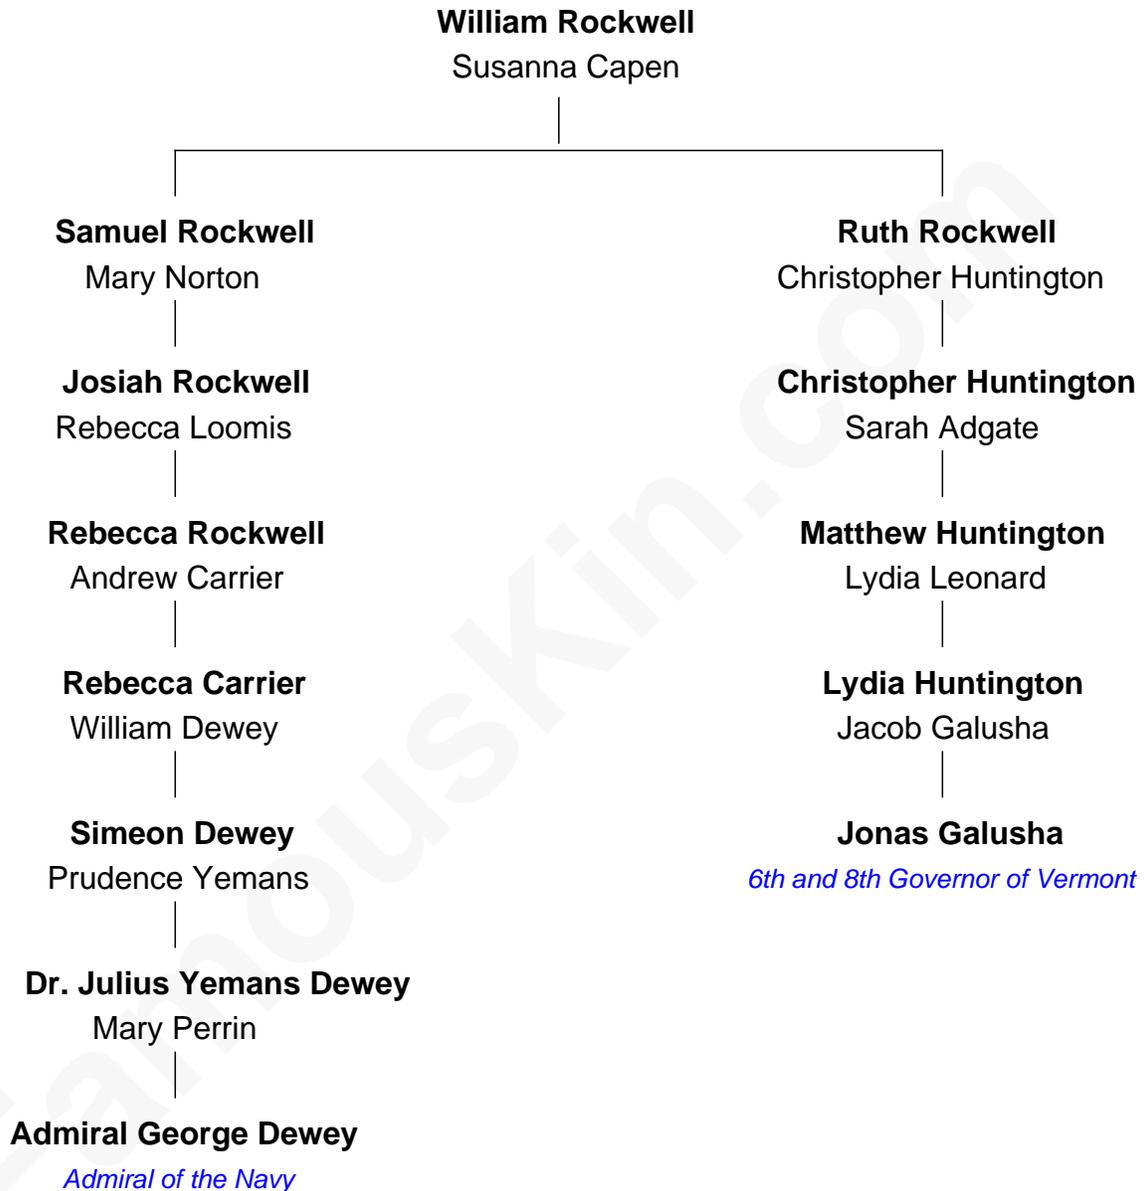 William Rockwell
Susanna Capen
Samuel Rockwell
Mary Norton
Ruth Rockwell
Christopher Huntington
Josiah Rockwell
Rebecca Loomis
Christopher Huntington
Sarah Adgate
Rebecca Rockwell
Andrew Carrier
Matthew Huntington
Lydia Leonard
Rebecca Carrier
William Dewey
Lydia Huntington
Jacob Galusha
Simeon Dewey
Prudence Yemans
Jonas Galusha
6th and 8th Governor of Vermont
Dr. Julius Yemans Dewey
Mary Perrin
Admiral George Dewey
Admiral of the Navy
FamousKin.com